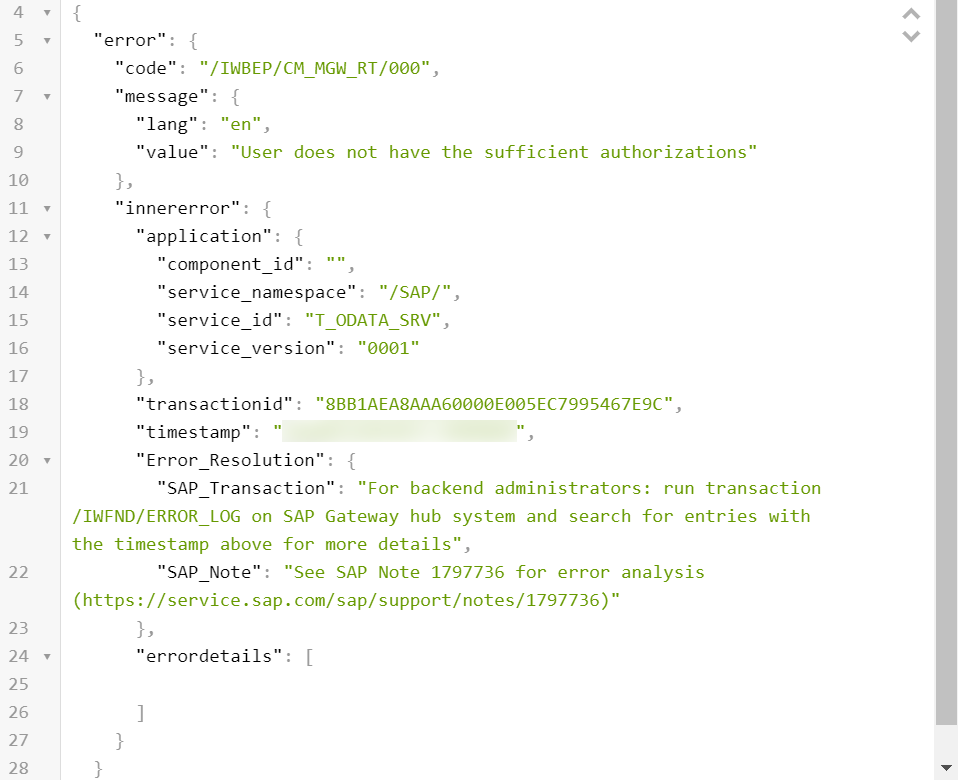 4 {
5 "error": {
6 "code": "/IWBEP/CM_MGW_RT/000",
7 "message": {
8 "lang": "en",
9 "value": "User does not have the sufficient authorizations"
10 },
11 "innererror": {
12 "application": {
13 "component_id": "",
14 "service_namespace": "/SAP/",
15 "service_id": "T_ODATA_SRV",
16 "service_version": "0001"
17 },
18 "transactionid": "8BB1AEA8AAA60000E005EC7995467E9C",
19 "timestamp": "",
20 "Error_Resolution": {
21 "SAP_Transaction": "For backend administrators: run transaction
/IWFND/ERROR_LOG on SAP Gateway hub system and search for entries with
the timestamp above for more details",
22 "SAP_Note": "See SAP Note 1797736 for error analysis
(https://service.sap.com/sap/support/notes/1797736)"
23 },
24 "errordetails": [
25
26 ]
27 }
28 }